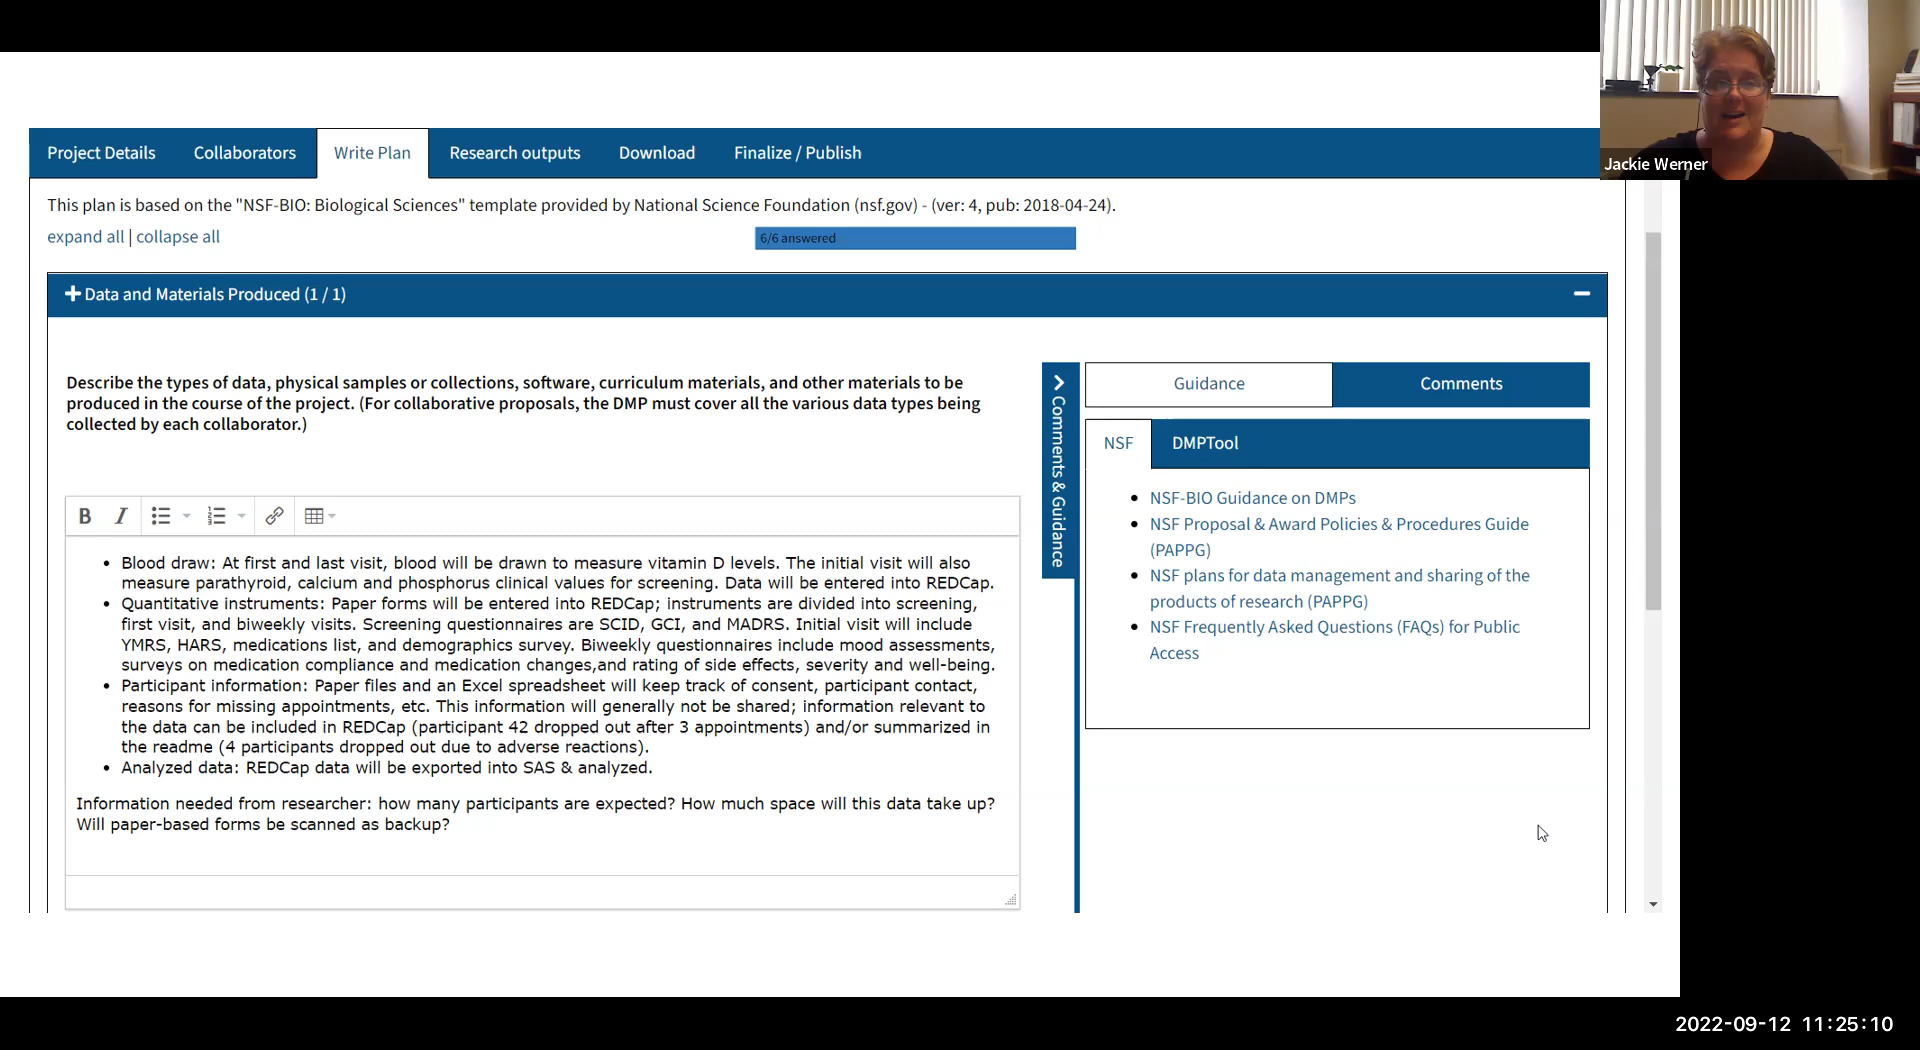 Jackie Werner
Project Details Collaborators Write Plan Research outputs Download Finalize / Publish
This plan is based on the "NSF-BIO: Biological Sciences" template provided by National Science Foundation (nsf.gov) - (ver: 4, pub: 2018-04-24).
expand all | collapse all
6/6 answered
Data and Materials Produced (1 / 1)
Describe the types of data, physical samples or collections, software, curriculum materials, and other materials to be
produced in the course of the project. (For collaborative proposals, the DMP must cover all the various data types being
collected by each collaborator.)
B I
• Blood draw: At first and last visit, blood will be drawn to measure vitamin D levels. The initial visit will also
measure parathyroid, calcium and phosphorus clinical values for screening. Data will be entered into REDCap.
• Quantitative instruments: Paper forms will be entered into REDCap; instruments are divided into screening,
first visit, and biweekly visits. Screening questionnaires are SCID, GCI, and MADRS. Initial visit will include
YMRS, HARS, medications list, and demographics survey. Biweekly questionnaires include mood assessments,
surveys on medication compliance and medication changes,and rating of side effects, severity and well-being.
• Participant information: Paper files and an Excel spreadsheet will keep track of consent, participant contact,
reasons for missing appointments, etc. This information will generally not be shared; information relevant to
the data can be included in REDCap (participant 42 dropped out after 3 appointments) and/or summarized in
the readme (4 participants dropped out due to adverse reactions).
• Analyzed data: REDCap data will be exported into SAS & analyzed.
Information needed from researcher: how many participants are expected? How much space will this data take up?
Will paper-based forms be scanned as backup?
Comments & Guidance
Guidance Comments
NSF DMPTool
• NSF-BIO Guidance on DMPs
• NSF Proposal & Award Policies & Procedures Guide
(PAPPG)
• NSF plans for data management and sharing of the
products of research (PAPPG)
• NSF Frequently Asked Questions (FAQs) for Public
Access
2022-09-12 11:25:10